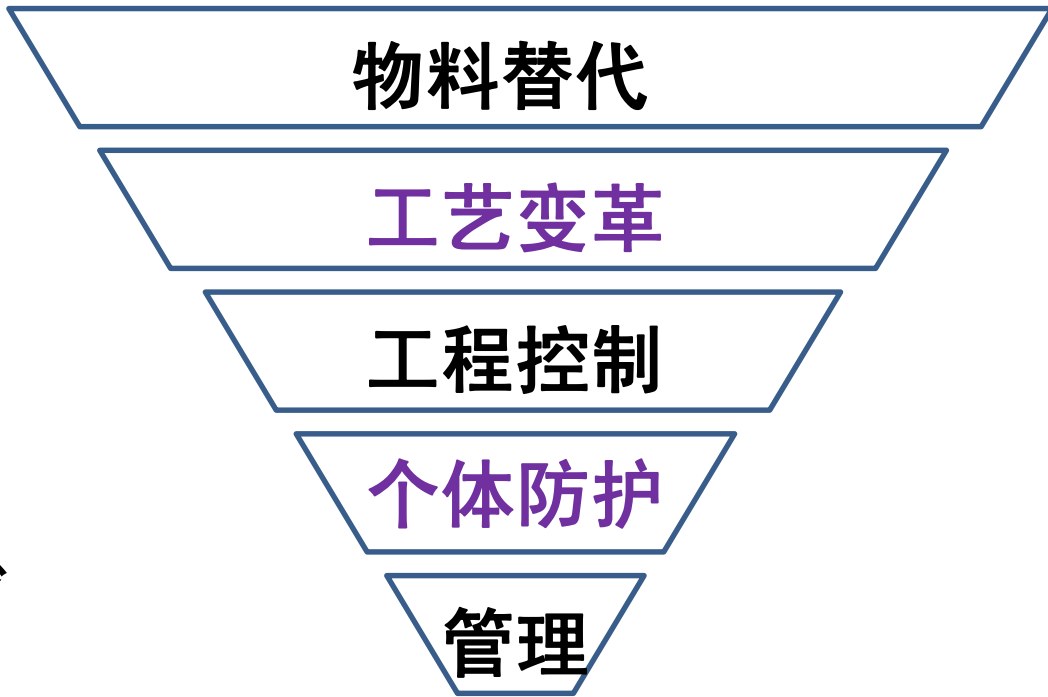 物料替代
工艺变革
工程控制
个体防护
管理